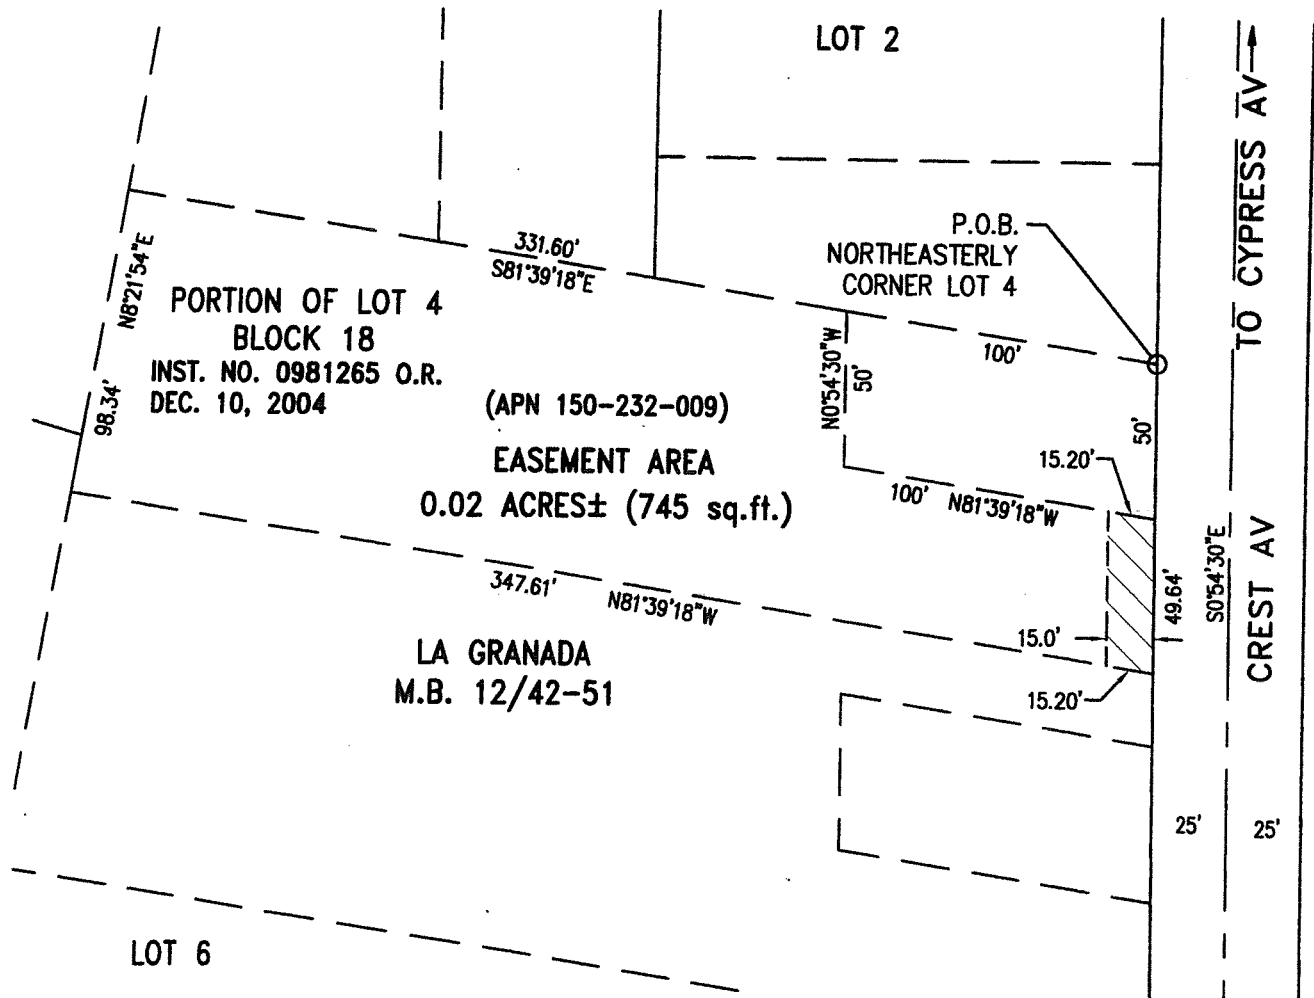 LOT 2
TO CYPRESS AV
P.O.B.
NORTHEASTERLY
CORNER LOT 4
331.60'
S81°39'18"E
N8°21'54"E
98.34'
PORTION OF LOT 4
BLOCK 18
INST. NO. 0981265 O.R.
DEC. 10, 2004
(APN 150-232-009)
EASEMENT AREA
0.02 ACRES± (745 sq.ft.)
N0°54'30"W
50'
100'
50'
15.20'
100' N81°39'18"W
347.61'
N81°39'18"W
49.64'
S0°54'30"E
CREST AV
15.0'
15.20'
LA GRANADA
M.B. 12/42-51
25'
25'
LOT 6